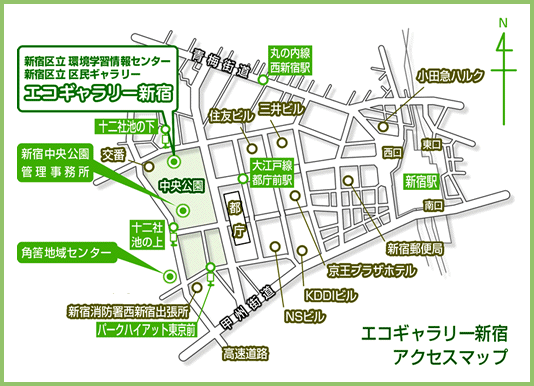 新宿区立 環境学習情報センター
新宿区立 区民ギャラリー
エコギャラリー新宿
青梅街道
丸の内線
西新宿駅
N
小田急ハルク
住友ビル
三井ビル
十二社池の下
交番
新宿中央公園
管理事務所
中央公園
大江戸線
都庁前駅
西口
東口
新宿駅
南口
都庁
十二社
池の上
角筈地域センター
新宿郵便局
京王プラザホテル
KDDIビル
NSビル
新宿消防署西新宿出張所
パークハイアット東京前
甲州街道
高速道路
エコギャラリー新宿
アクセスマップ